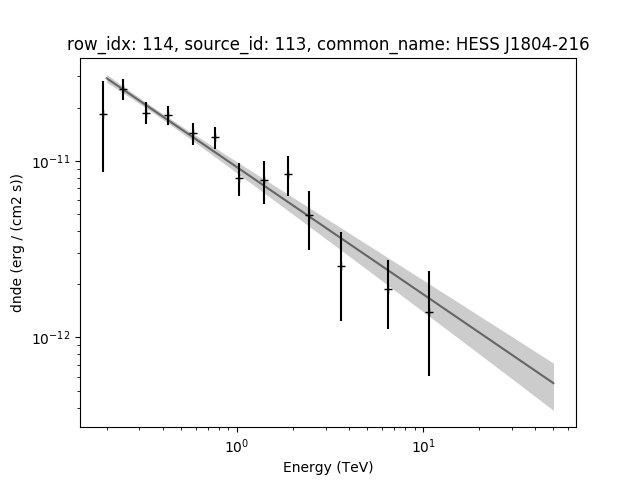 row_idx: 114, source_id: 113, common_name: HESS J1804-216
dnde (erg / (cm2 s))
10⁻¹¹
10⁻¹²
10⁰
10¹
Energy (TeV)